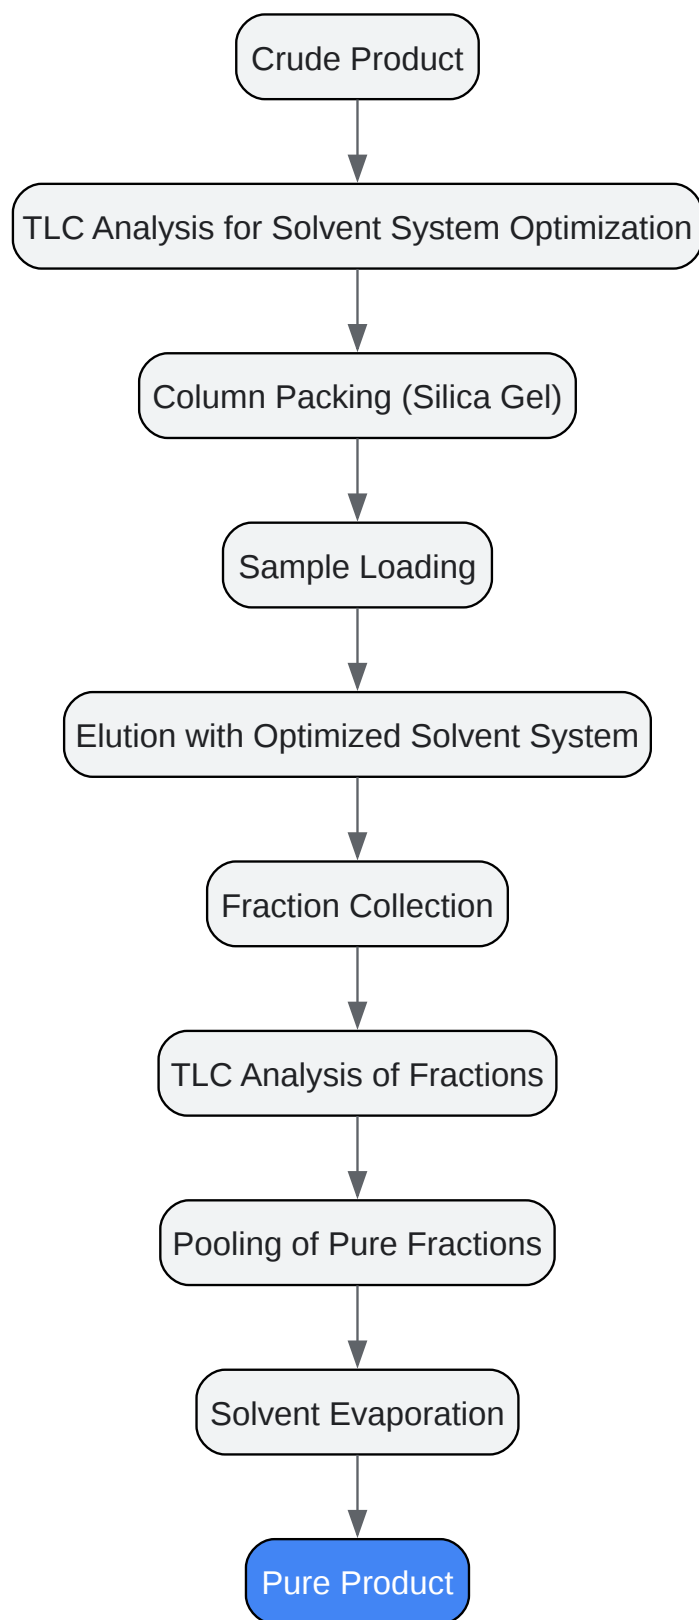 Crude Product
TLC Analysis for Solvent System Optimization
Column Packing (Silica Gel)
Sample Loading
Elution with Optimized Solvent System
Fraction Collection
TLC Analysis of Fractions
Pooling of Pure Fractions
Solvent Evaporation
Pure Product